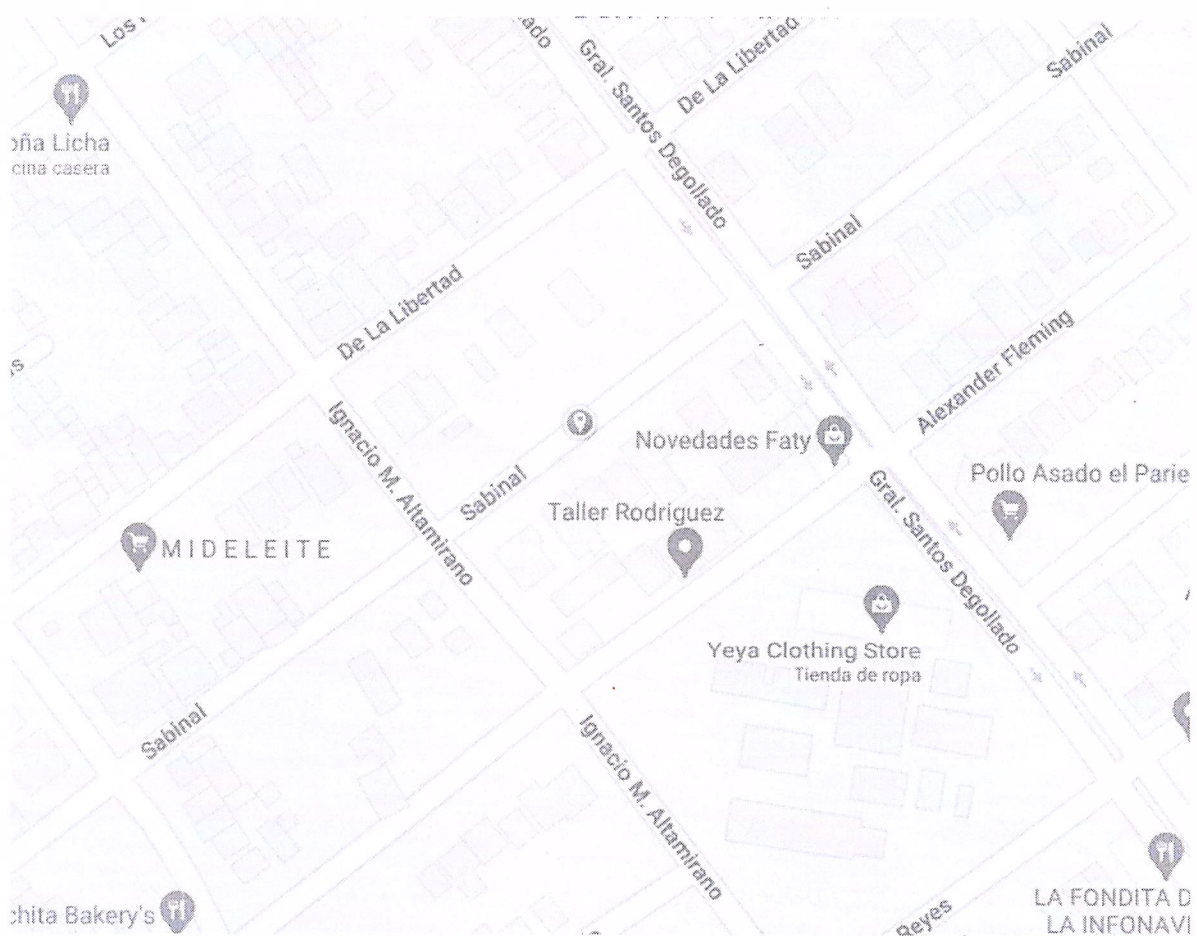 Los
Gral. Santos Degollado
De La Libertad
Sabinal
oña Licha
cina casera
Sabinal
De La Libertad
Alexander Fleming
Ignacio M. Altamirano
Novedades Faty
Pollo Asado el Parie
Sabinal
Taller Rodriguez
Gral. Santos Degollado
MIDELEITE
Yeya Clothing Store
Tienda de ropa
Sabinal
Ignacio M. Altamirano
chita Bakery's
Reyes
LA FONDITA D
LA INFONAVI